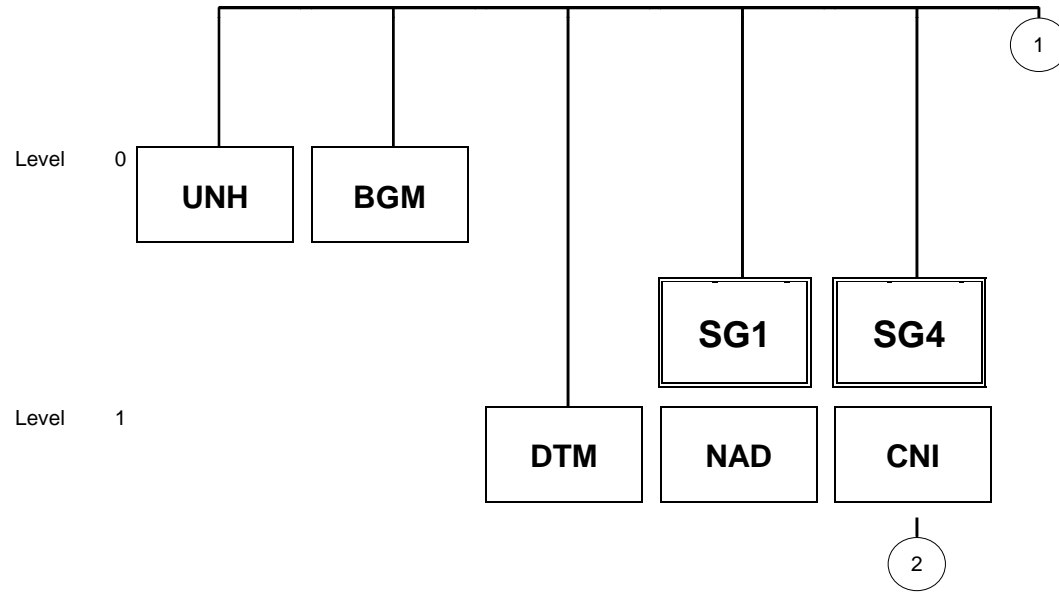 1
Level 0
UNH BGM
SG1 SG4
Level 1
DTM NAD CNI
2